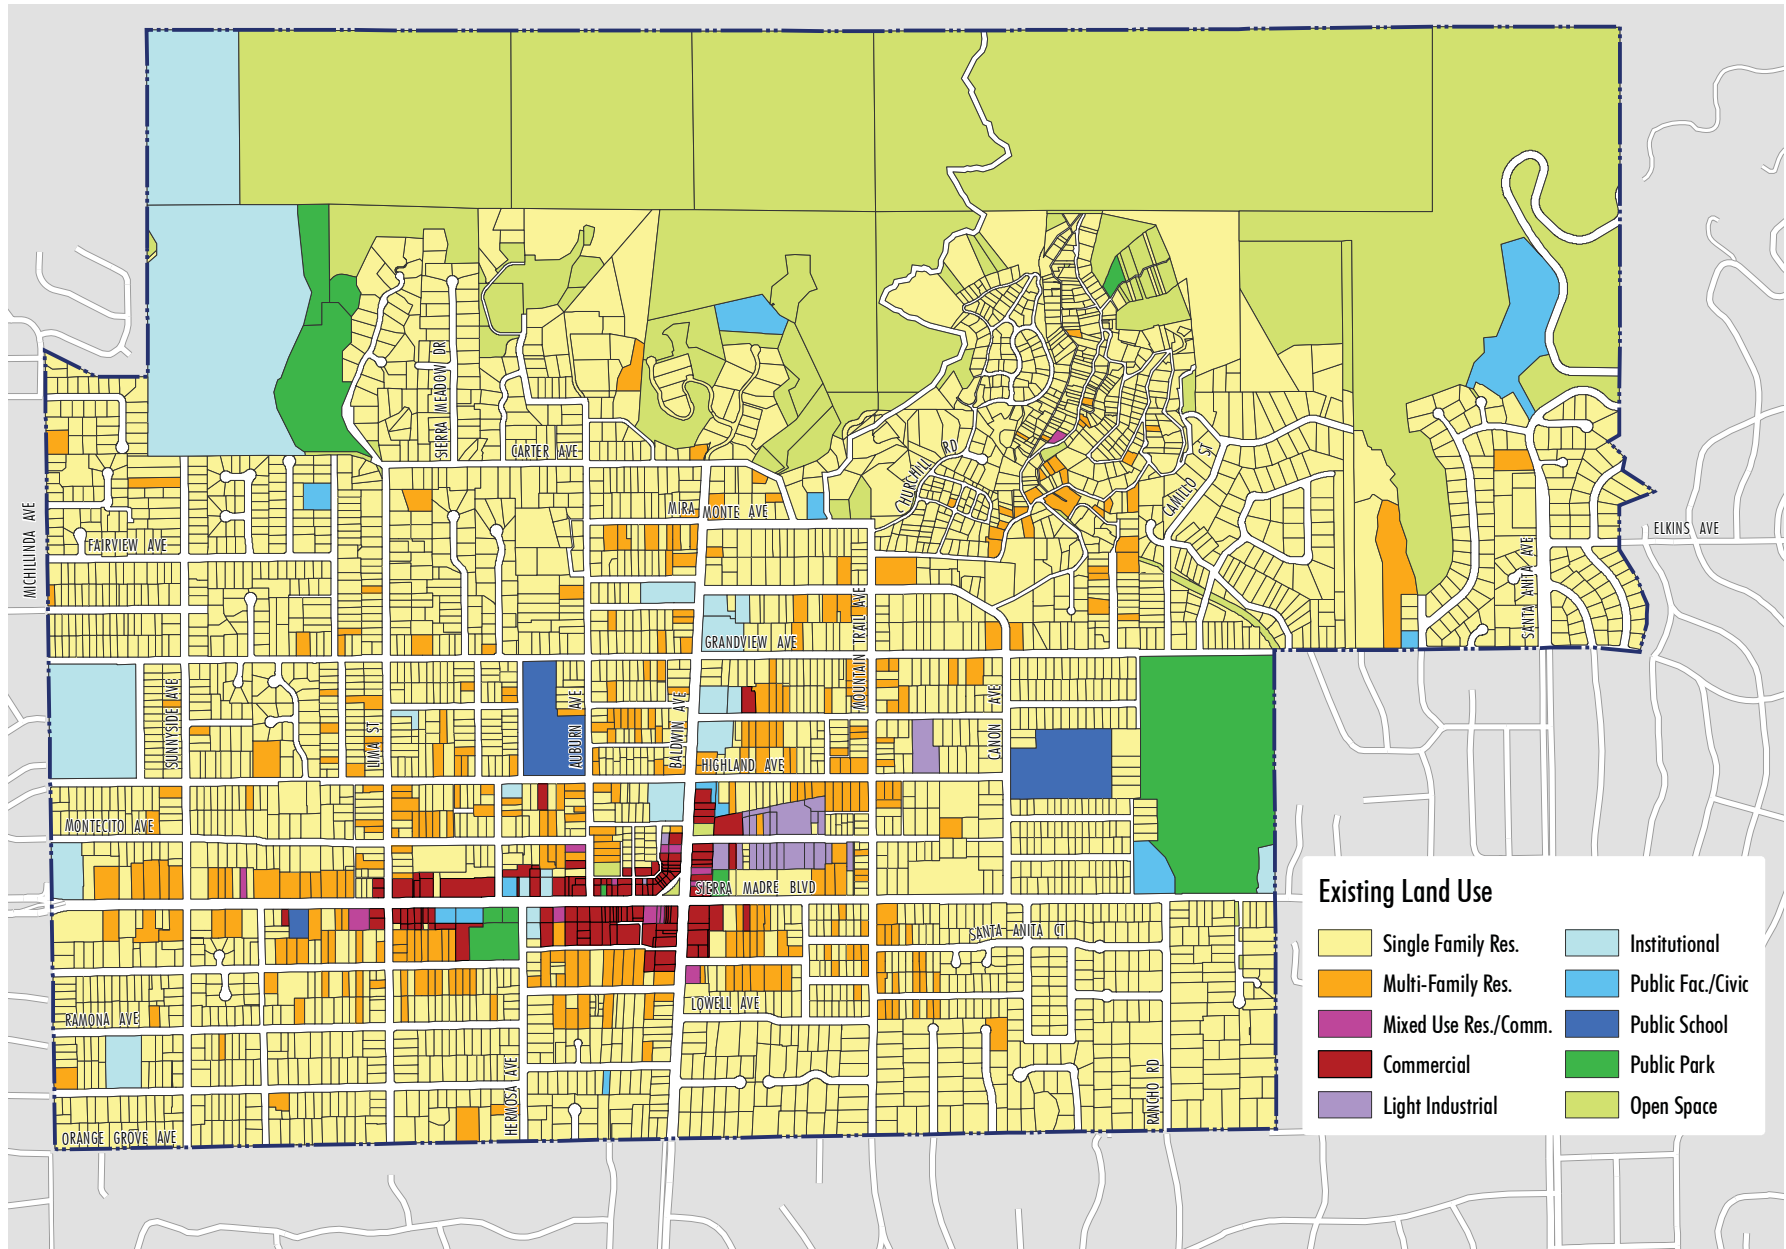 MICHILLINDA AVE
SIERRA MEADOW DR
CARTER AVE
CHURCHILL RD
CAMILLO ST
MIRA MONTE AVE
FAIRVIEW AVE
ELKINS AVE
SANTA ANITA AVE
GRANDVIEW AVE
MOUNTAIN TRAIL AVE
SUNNYSIDE AVE
LIMA ST
AUBURN AVE
BALDWIN AVE
CANON AVE
HIGHLAND AVE
MONTECITO AVE
SIERRA MADRE BLVD
SANTA ANITA CT
LOWELL AVE
RAMONA AVE
HERMOSA AVE
RANCHO RD
ORANGE GROVE AVE
Existing Land Use
Single Family Res.
Multi-Family Res.
Mixed Use Res./Comm.
Commercial
Light Industrial
Institutional
Public Fac./Civic
Public School
Public Park
Open Space